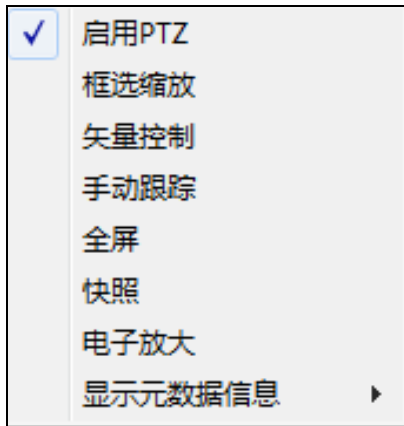 启用PTZ
框选缩放
矢量控制
手动跟踪
全屏
快照
电子放大
显示元数据信息